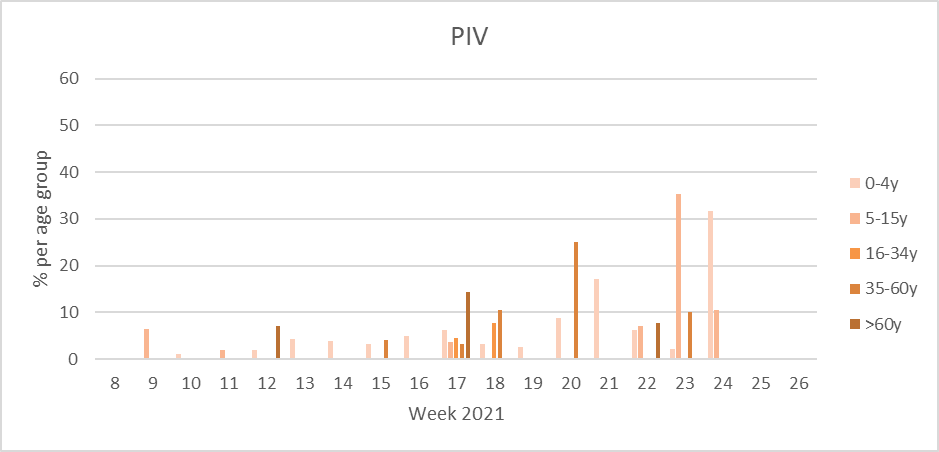 PIV
60
50
40
30
20
10
0
% per age group
8 9 10 11 12 13 14 15 16 17 18 19 20 21 22 23 24 25 26
Week 2021
0-4y
5-15y
16-34y
35-60y
>60y